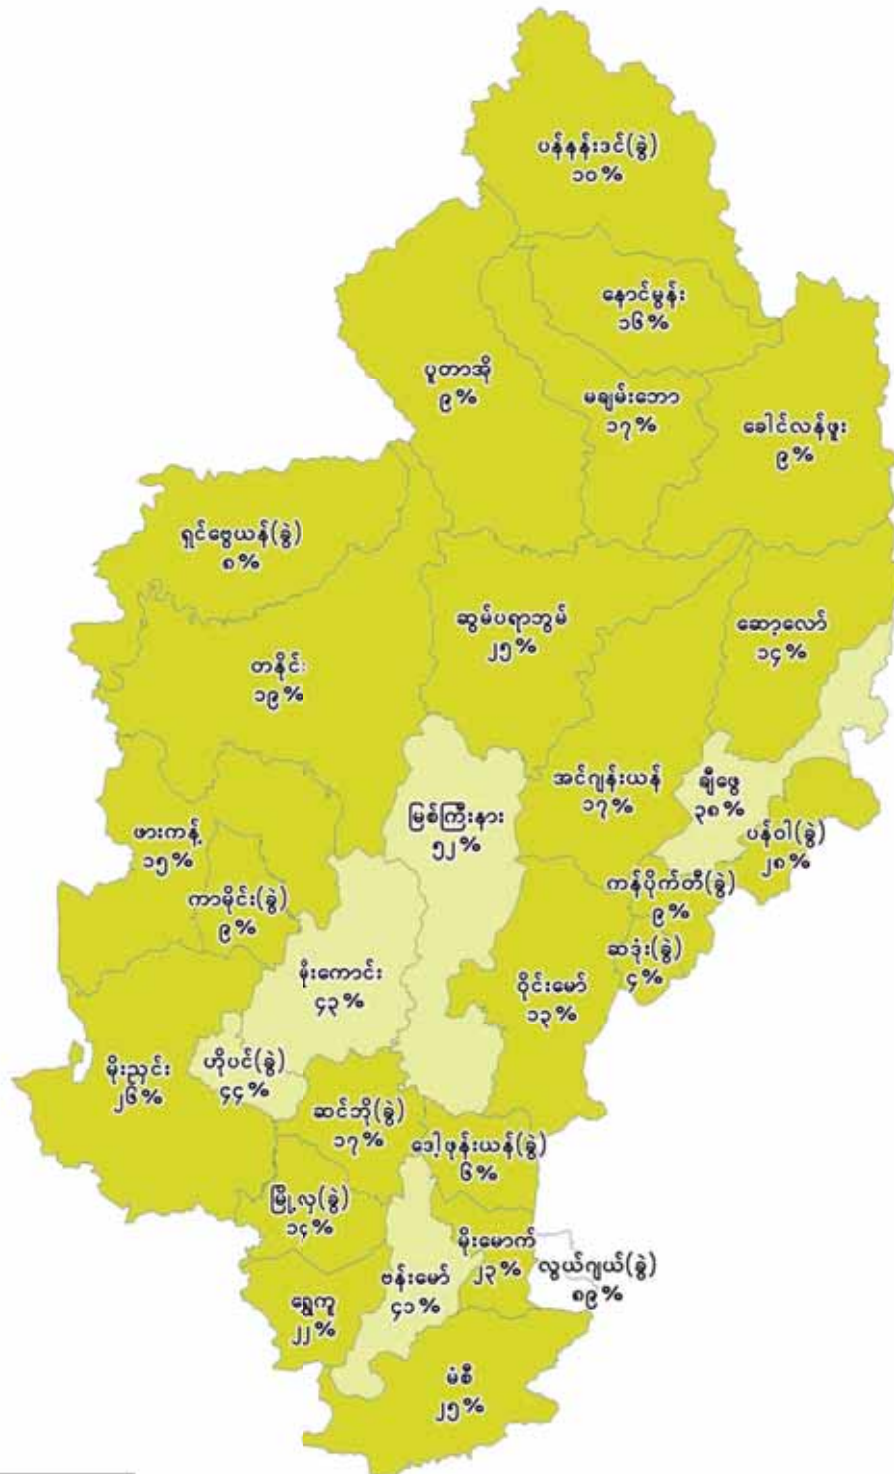 ပန်နန်းဒင်(ခွဲ)
၁၀%
နောင်မွန်း
၁၆%
ပူတာအို
၉%
မချမ်းဘော
၁၇%
ခေါင်လန်ဖူး
၉%
ရှင်ဗွေယန်(ခွဲ)
၈%
ဆွမ်ပရာဘွမ်
၂၅%
ဆော့လော်
၁၄%
တနိုင်း
၁၉%
အင်ဂျန်းယန်
၁၇%
ချီဖွေ
၃၈%
မြစ်ကြီးနား
၅၂%
ဖားကန့်
၁၅%
ပန်ဝါ(ခွဲ)
၂၈%
ကန်ပိုက်တီ(ခွဲ)
၉%
ကာမိုင်း(ခွဲ)
၉%
ဆဒုံး(ခွဲ)
၄%
မိုးကောင်း
၄၃%
ဝိုင်းမော်
၁၃%
မိုးညှင်း
၂၆%
ဟိုပင်(ခွဲ)
၄၄%
ဆင်ဘို(ခွဲ)
၁၇%
ဒေါ့ဖုန်းယန်(ခွဲ)
၆%
မြို့လှ(ခွဲ)
၁၄%
မိုးမောက်
၂၃%
လွယ်ဂျယ်(ခွဲ)
၈၉%
ဗန်းမော်
၄၁%
ရွှေကူ
၂၂%
မံစီ
၂၅%